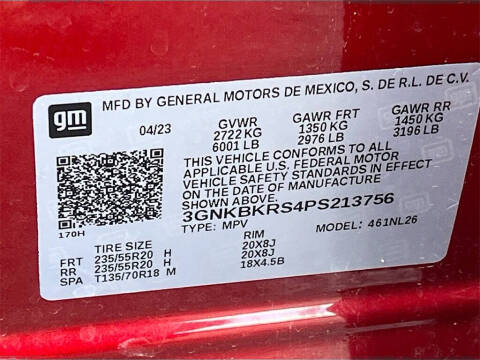 MFD BY GENERAL MOTORS DE MEXICO, S. DE R.L. DE C.V.
gm
04/23 GVWR GAWR FRT GAWR RR
2722 KG 1350 KG 1450 KG
6001 LB 2976 LB 3196 LB
THIS VEHICLE CONFORMS TO ALL
APPLICABLE U.S. FEDERAL MOTOR
VEHICLE SAFETY STANDARDS IN EFFECT
ON THE DATE OF MANUFACTURE
SHOWN ABOVE.
3GNKBKRS4PS213756
170H
TYPE: MPV MODEL: 461NL26
TIRE SIZE RIM
FRT 235/55R20 H 20X8J
RR 235/55R20 H 20X8J
SPA T135/70R18 M 18X4.5B